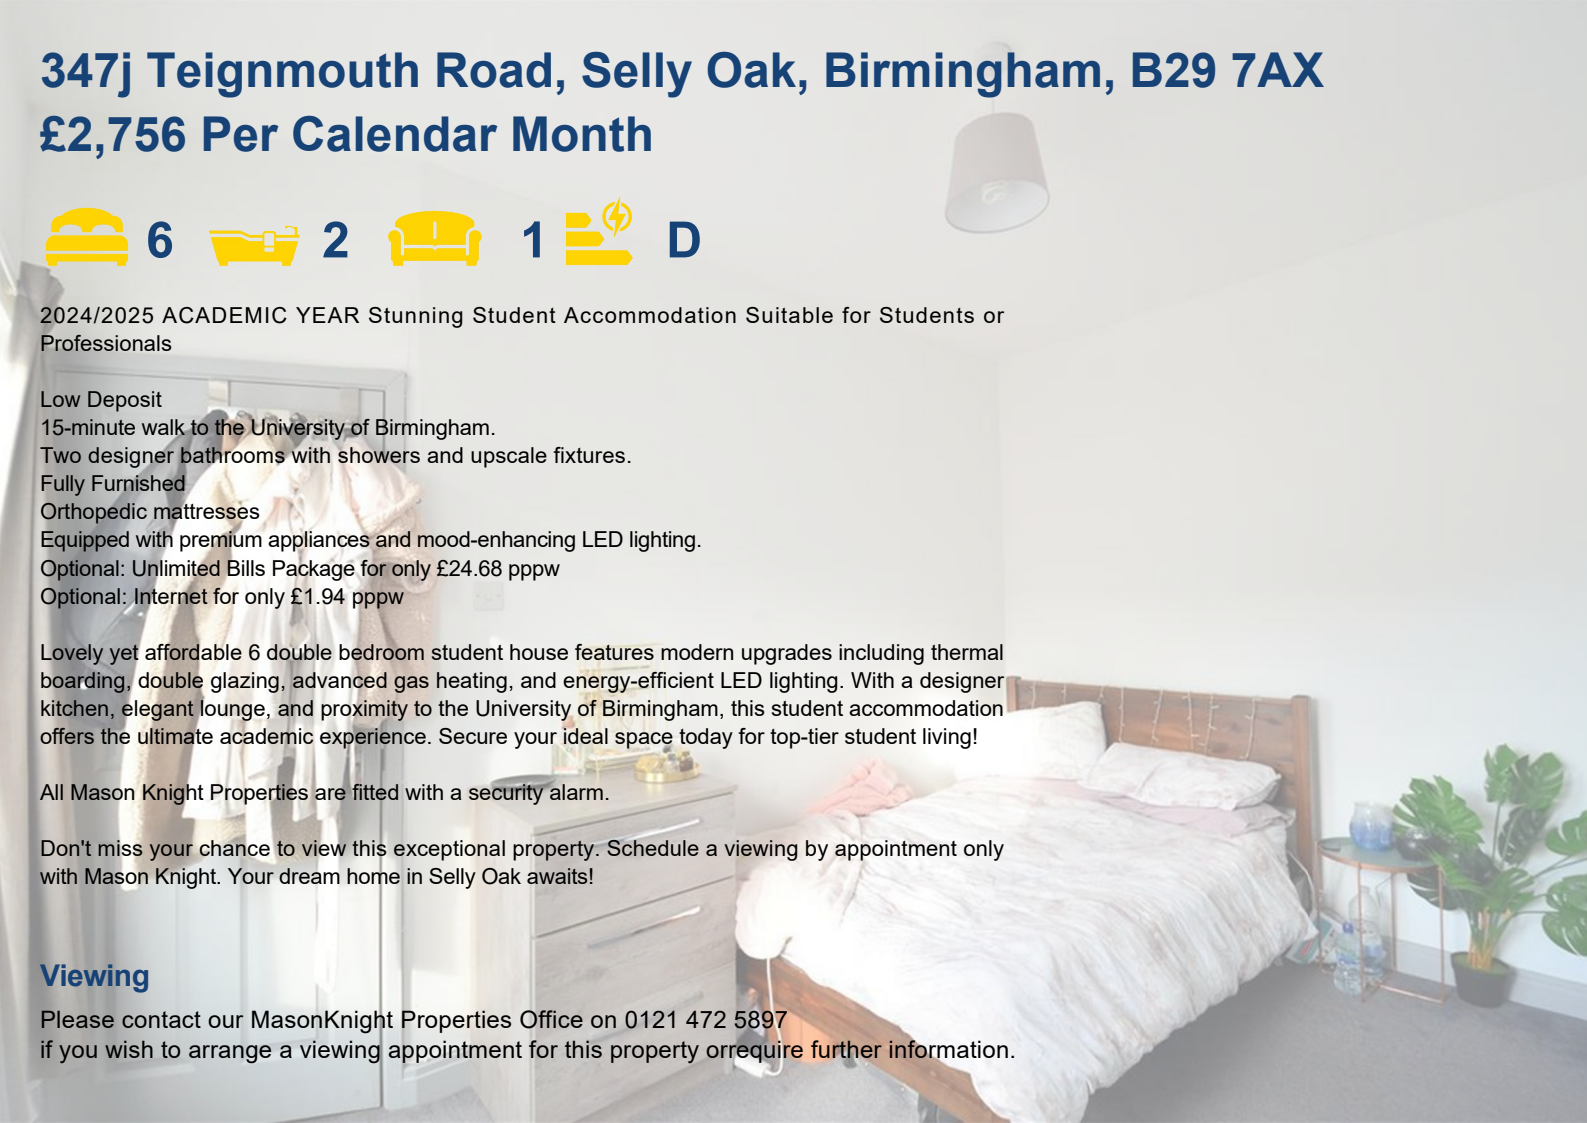 347j Teignmouth Road, Selly Oak, Birmingham, B29 7AX
£2,756 Per Calendar Month
6 2 1 D
2024/2025 ACADEMIC YEAR Stunning Student Accommodation Suitable for Students or
Professionals
Low Deposit
15-minute walk to the University of Birmingham.
Two designer bathrooms with showers and upscale fixtures.
Fully Furnished
Orthopedic mattresses
Equipped with premium appliances and mood-enhancing LED lighting.
Optional: Unlimited Bills Package for only £24.68 pppw
Optional: Internet for only £1.94 pppw
Lovely yet affordable 6 double bedroom student house features modern upgrades including thermal
boarding, double glazing, advanced gas heating, and energy-efficient LED lighting. With a designer
kitchen, elegant lounge, and proximity to the University of Birmingham, this student accommodation
offers the ultimate academic experience. Secure your ideal space today for top-tier student living!
All Mason Knight Properties are fitted with a security alarm.
Don't miss your chance to view this exceptional property. Schedule a viewing by appointment only
with Mason Knight. Your dream home in Selly Oak awaits!
Viewing
Please contact our MasonKnight Properties Office on 0121 472 5897
if you wish to arrange a viewing appointment for this property orrequire further information.